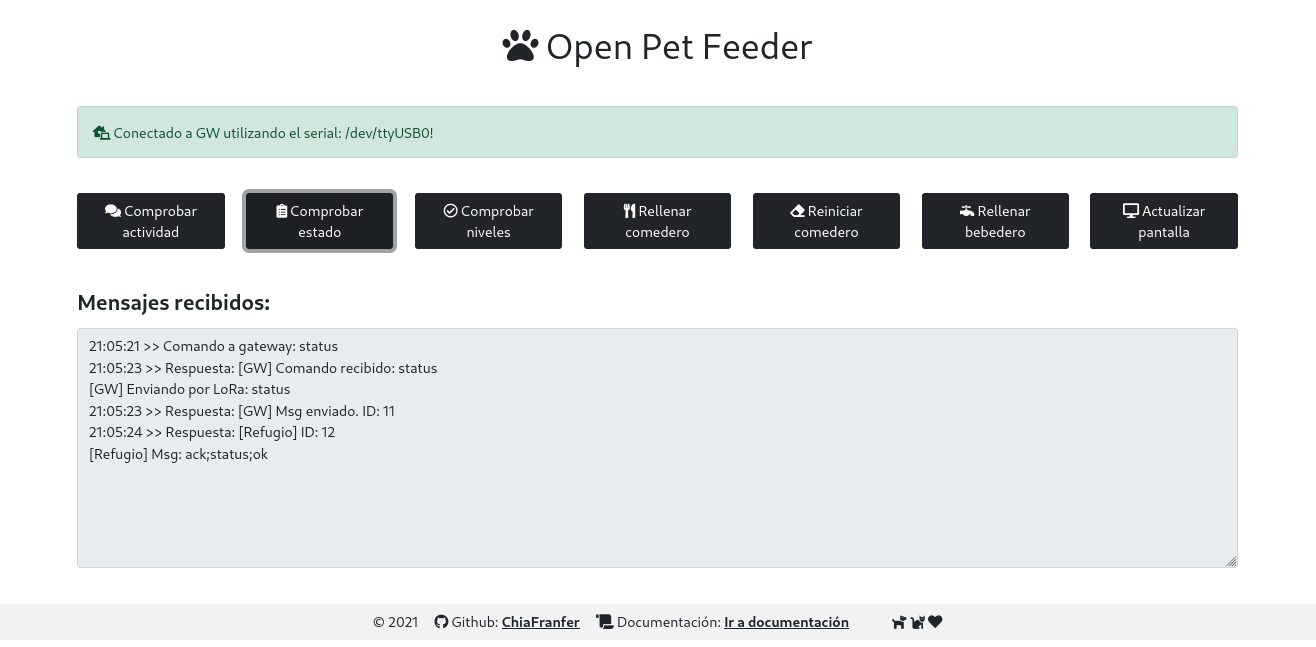 Open Pet Feeder
Conectado a GW utilizando el serial: /dev/ttyUSB0!
Comprobar
actividad
Comprobar
estado
Comprobar
niveles
Rellenar
comedero
Reiniciar
comedero
Rellenar
bebedero
Actualizar
pantalla
Mensajes recibidos:
21:05:21 >> Comando a gateway: status
21:05:23 >> Respuesta: [GW] Comando recibido: status
[GW] Enviando por LoRa: status
21:05:23 >> Respuesta: [GW] Msg enviado. ID: 11
21:05:24 >> Respuesta: [Refugio] ID: 12
[Refugio] Msg: ack;status;ok
© 2021 Github: ChiaFranfer Documentación: Ir a documentación